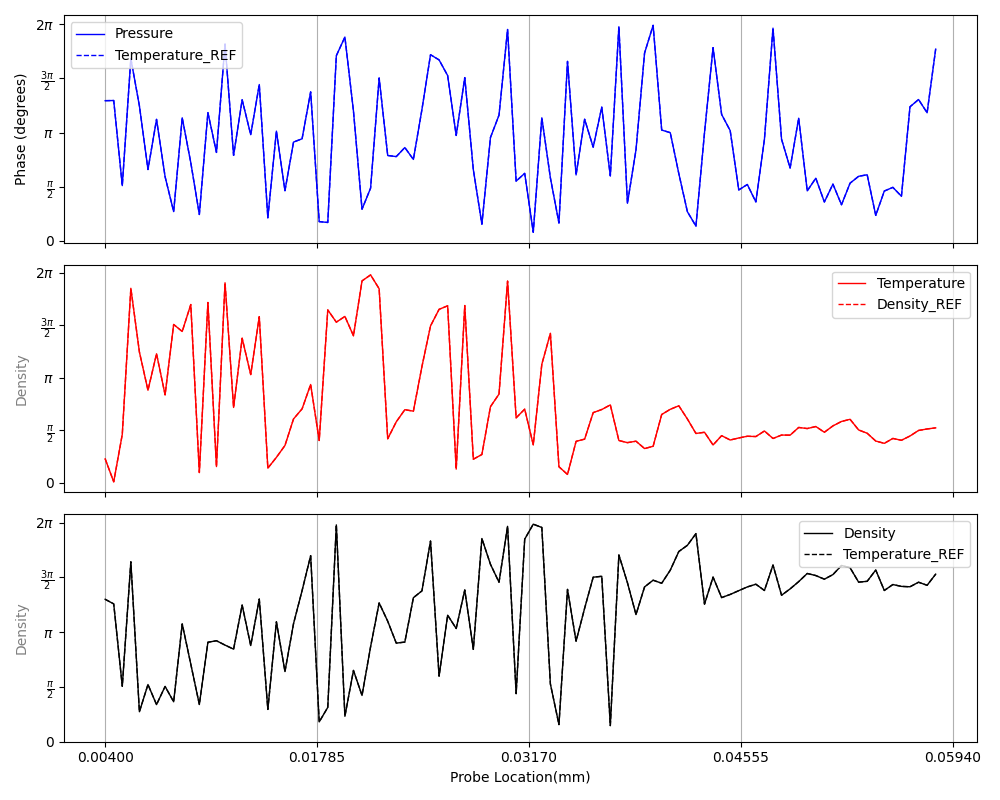 2π
3π/2
π
π/2
0
Phase (degrees)
Pressure
Temperature_REF
2π
3π/2
π
π/2
0
Density
Temperature
Density_REF
2π
3π/2
π
π/2
0
Density
Density
Temperature_REF
0.00400 0.01785 0.03170 0.04555 0.05940
Probe Location(mm)